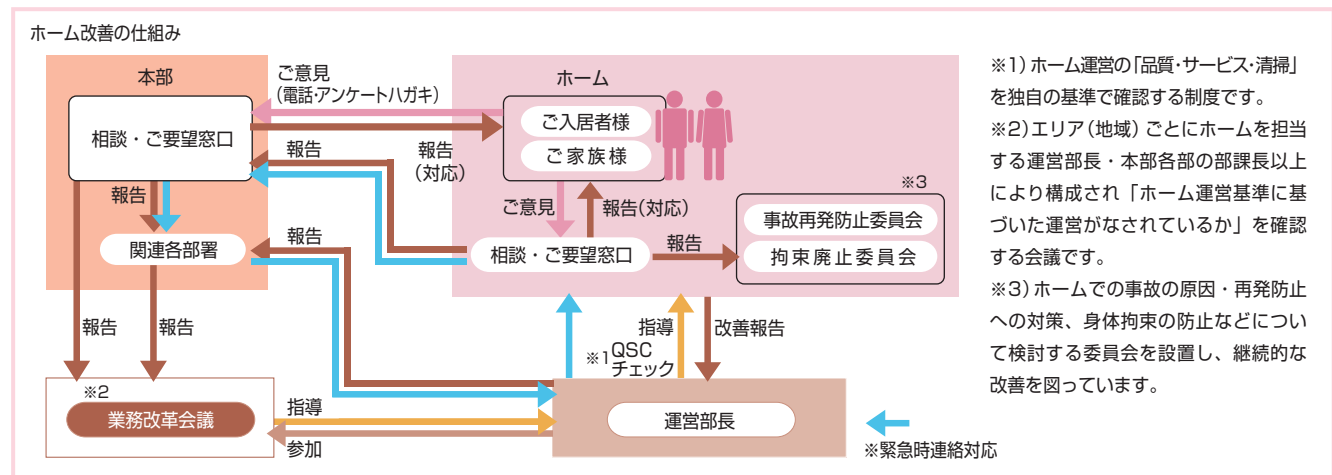 ホーム改善の仕組み
本部
相談・ご要望窓口
報告
関連各部署
報告
報告
ご意見
(電話・アンケートハガキ)
報告
報告
(対応)
報告
ホーム
ご入居者様
ご家族様
ご意見
報告(対応)
相談・ご要望窓口
報告
※3
事故再発防止委員会
拘束廃止委員会
※1 QSC
チェック
指導
改善報告
※2
業務改革会議
指導
参加
運営部長
※緊急時連絡対応
※1) ホーム運営の「品質・サービス・清掃」
を独自の基準で確認する制度です。
※2) エリア(地域) ごとにホームを担当
する運営部長・本部各部の部課長以上
により構成され「ホーム運営基準に基
づいた運営がなされているか」を確認
する会議です。
※3) ホームでの事故の原因・再発防止
への対策、身体拘束の防止などについ
て検討する委員会を設置し、継続的な
改善を図っています。